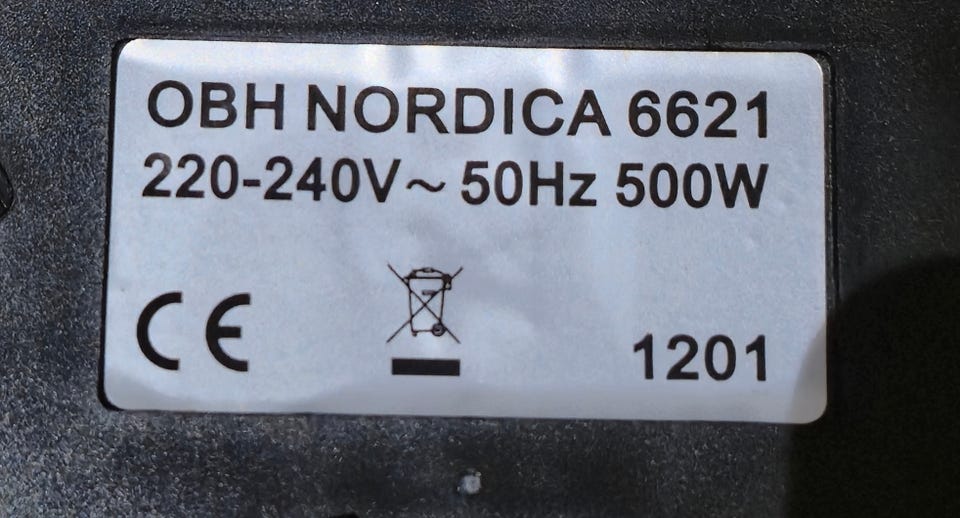 OBH NORDICA 6621
220-240V~ 50Hz 500W
CE
1201